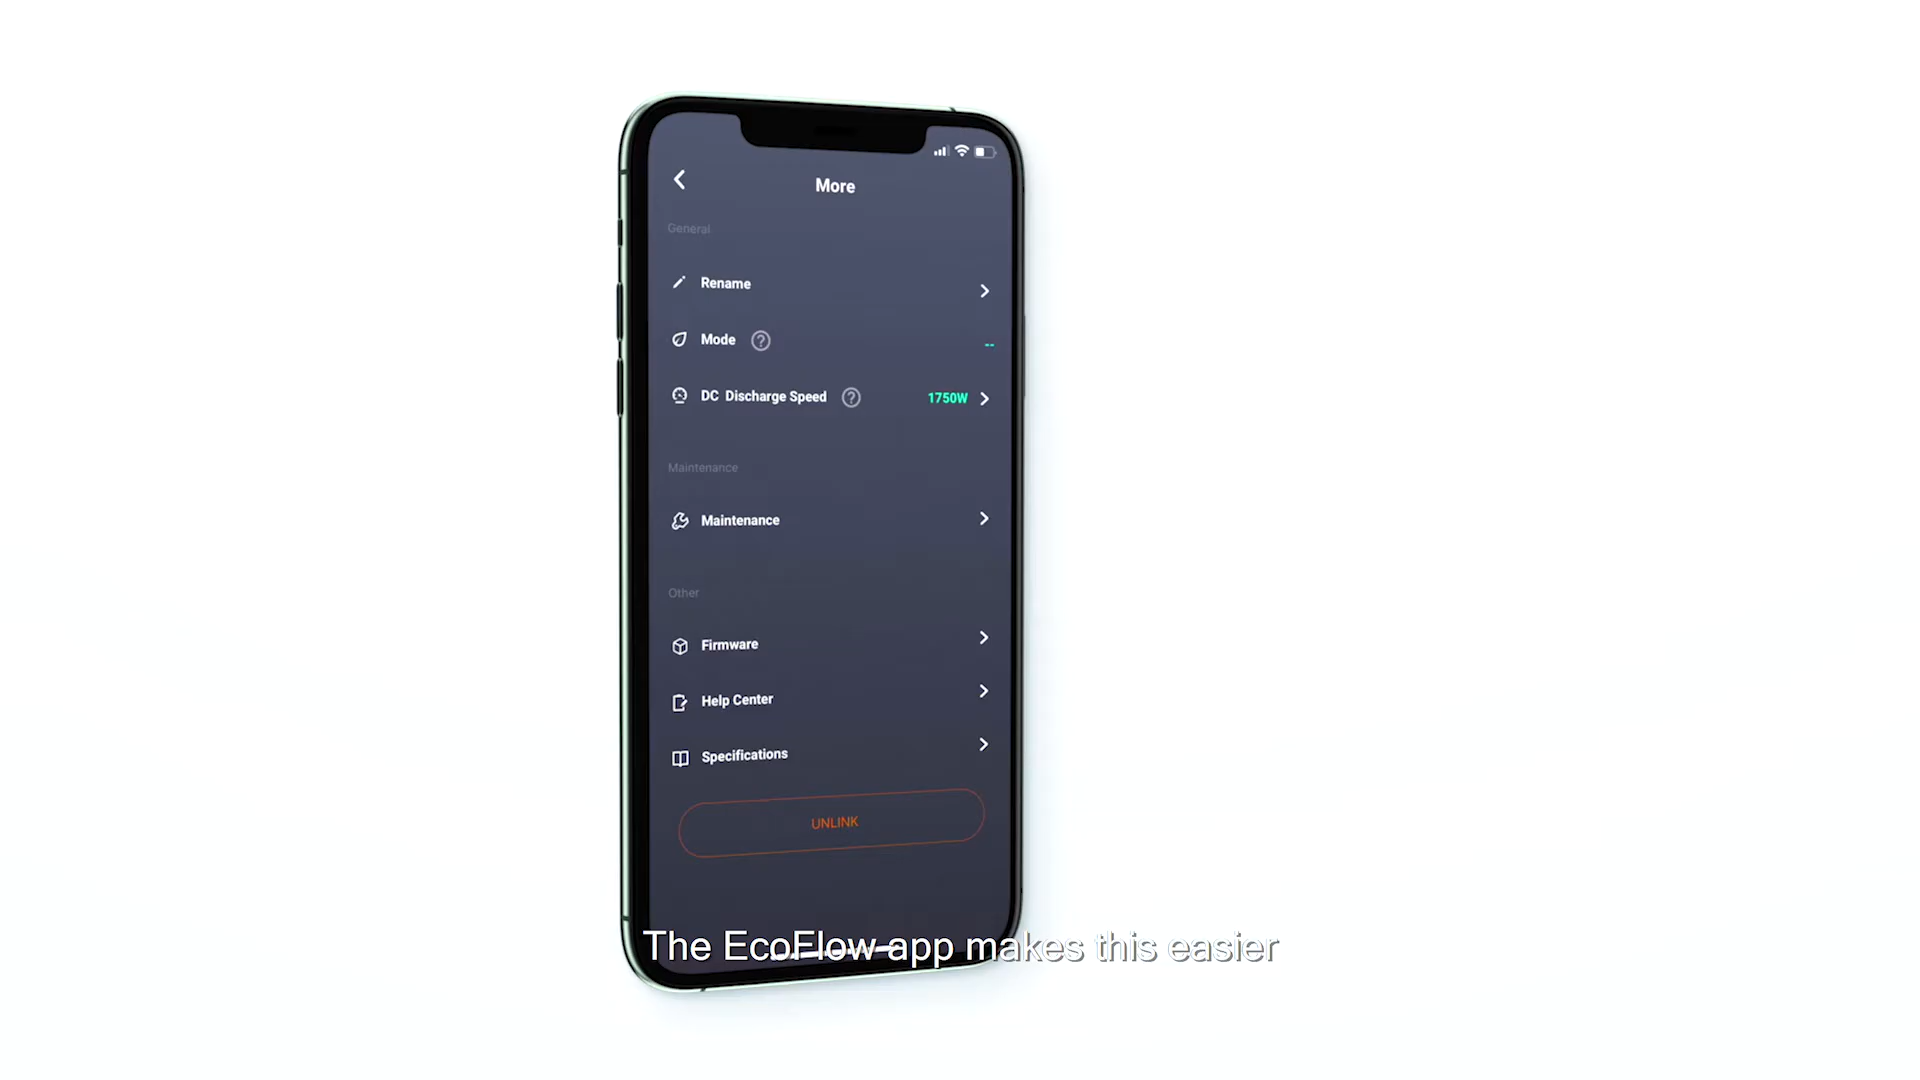 More
General
Rename
Mode ?
--
DC Discharge Speed ? 1750W
Maintenance
Maintenance
Other
Firmware
Help Center
Specifications
UNLINK
The EcoFlow app makes this easier